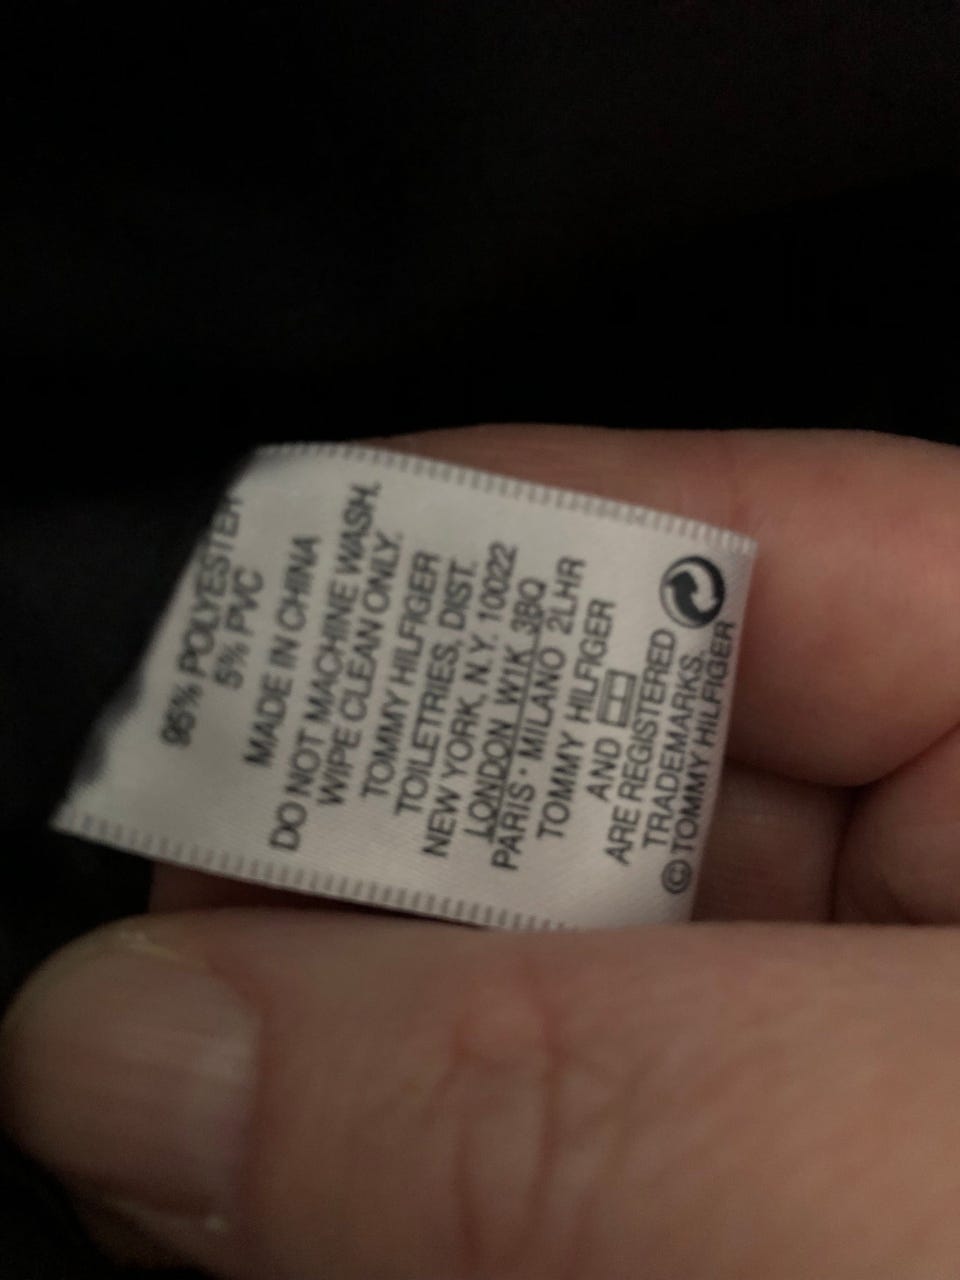 95% POLYESTER
5% PVC
MADE IN CHINA
DO NOT MACHINE WASH.
WIPE CLEAN ONLY.
TOMMY HILFIGER
TOILETRIES, DIST.
NEW YORK, N.Y. 10022
LONDON W1K 3BQ
PARIS · MILANO 2LHR
TOMMY HILFIGER
AND
ARE REGISTERED
TRADEMARKS.
© TOMMY HILFIGER